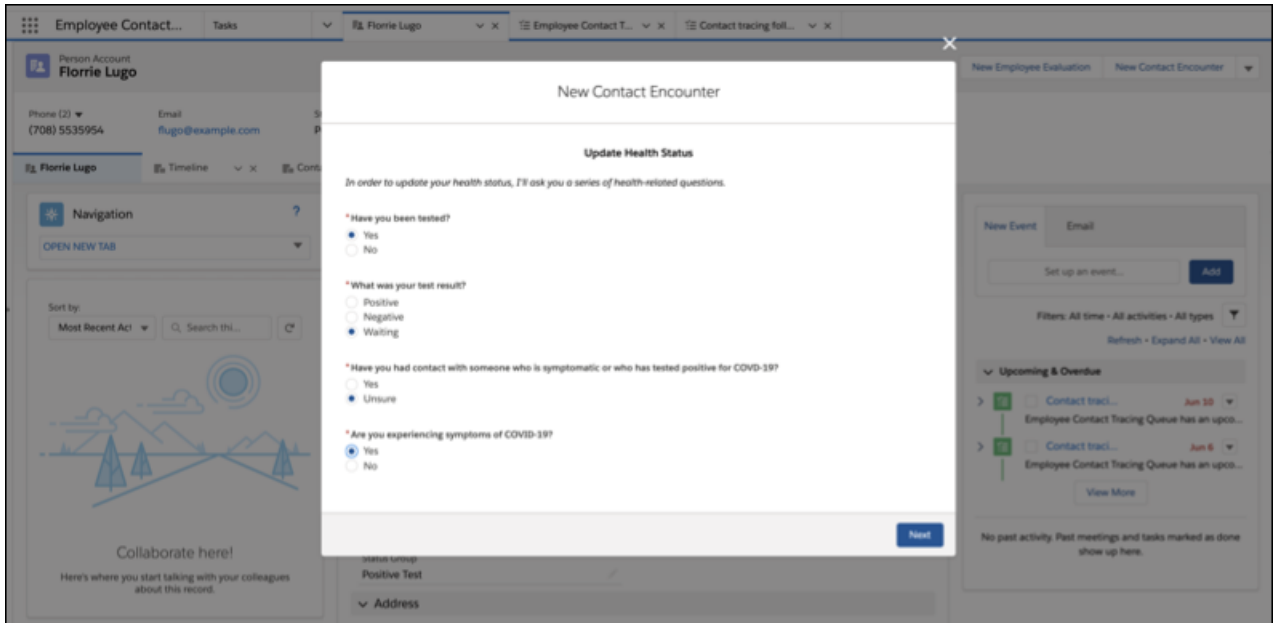 Employee Contact...
Tasks
Florrie Lugo
Employee Contact T...
Contact tracing foll...
Person Account
Florrie Lugo
New Employee Evaluation
New Contact Encounter
Phone (2)
Email
(708) 5535954
flugo@example.com
Florrie Lugo
Timeline
Conta
Navigation
?
OPEN NEW TAB
Sort by:
Most Recent Act
Search thi...
Collaborate here!
Here's where you start talking with your colleagues
about this record.
New Contact Encounter
Update Health Status
In order to update your health status, I'll ask you a series of health-related questions.
*Have you been tested?
Yes
No
*What was your test result?
Positive
Negative
Waiting
*Have you had contact with someone who is symptomatic or who has tested positive for COVD-19?
Yes
Unsure
*Are you experiencing symptoms of COVID-19?
Yes
No
Next
Status Group
Positive Test
Address
New Event
Email
Set up an event...
Add
Filters: All time • All activities • All types
Refresh • Expand All • View All
Upcoming & Overdue
Contact traci...
Jun 10
Employee Contact Tracing Queue has an upco...
Contact traci...
Jun 6
Employee Contact Tracing Queue has an upco...
View More
No past activity. Past meetings and tasks marked as done
show up here.